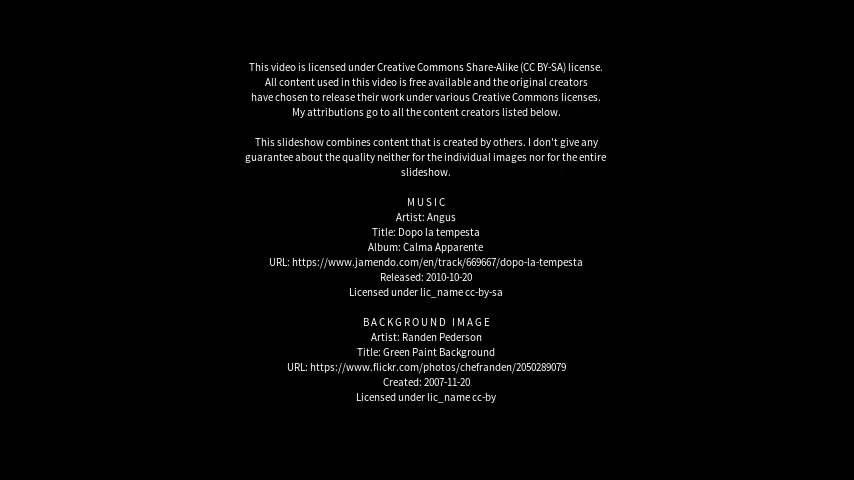 This video is licensed under Creative Commons Share-Alike (CC BY-SA) license.
All content used in this video is free available and the original creators
have chosen to release their work under various Creative Commons licenses.
My attributions go to all the content creators listed below.
This slideshow combines content that is created by others. I don't give any
guarantee about the quality neither for the individual images nor for the entire
slideshow.
MUSIC
Artist: Angus
Title: Dopo la tempesta
Album: Calma Apparente
URL: https://www.jamendo.com/en/track/669667/dopo-la-tempesta
Released: 2010-10-20
Licensed under lic_name cc-by-sa
BACKGROUND IMAGE
Artist: Randen Pederson
Title: Green Paint Background
URL: https://www.flickr.com/photos/chefranden/2050289079
Created: 2007-11-20
Licensed under lic_name cc-by